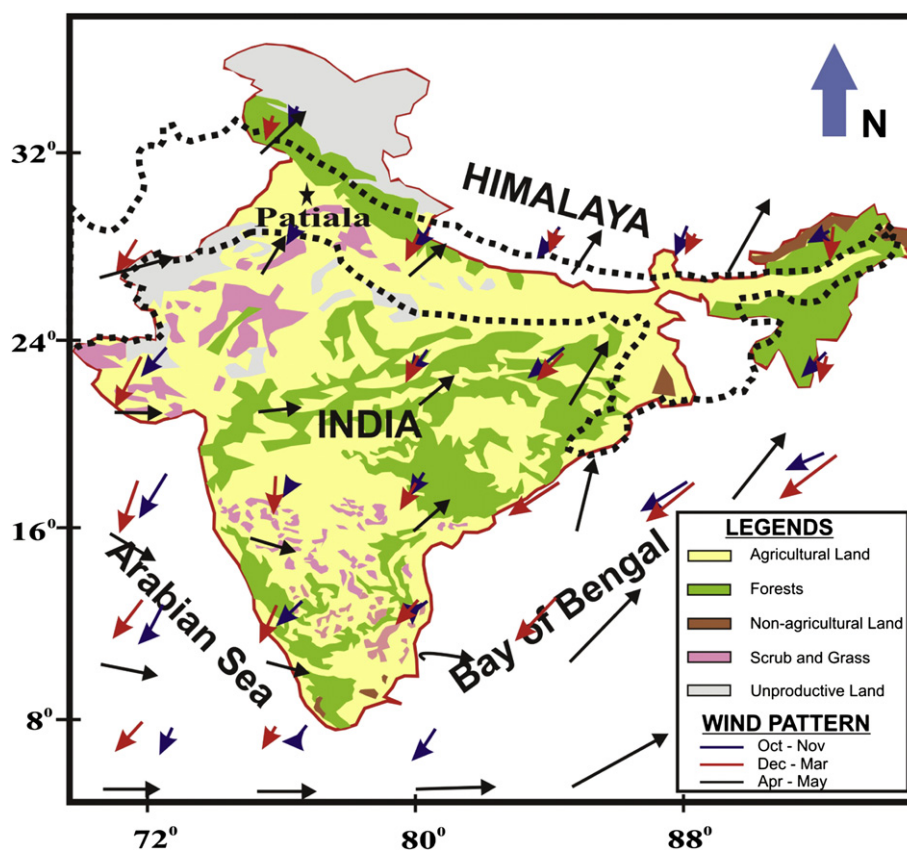 N
32°
HIMALAYA
Patiala
24°
INDIA
16°
Arabian Sea
Bay of Bengal
8°
LEGENDS
Agricultural Land
Forests
Non-agricultural Land
Scrub and Grass
Unproductive Land
WIND PATTERN
Oct - Nov
Dec - Mar
Apr - May
72°
80°
88°